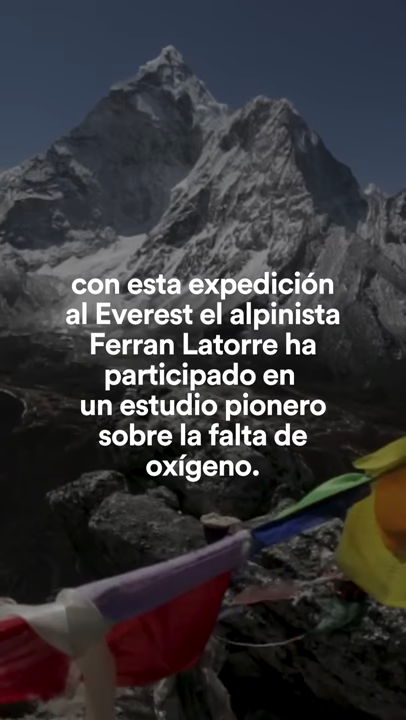 con esta expedición
al Everest el alpinista
Ferran Latorre ha
participado en
un estudio pionero
sobre la falta de
oxígeno.